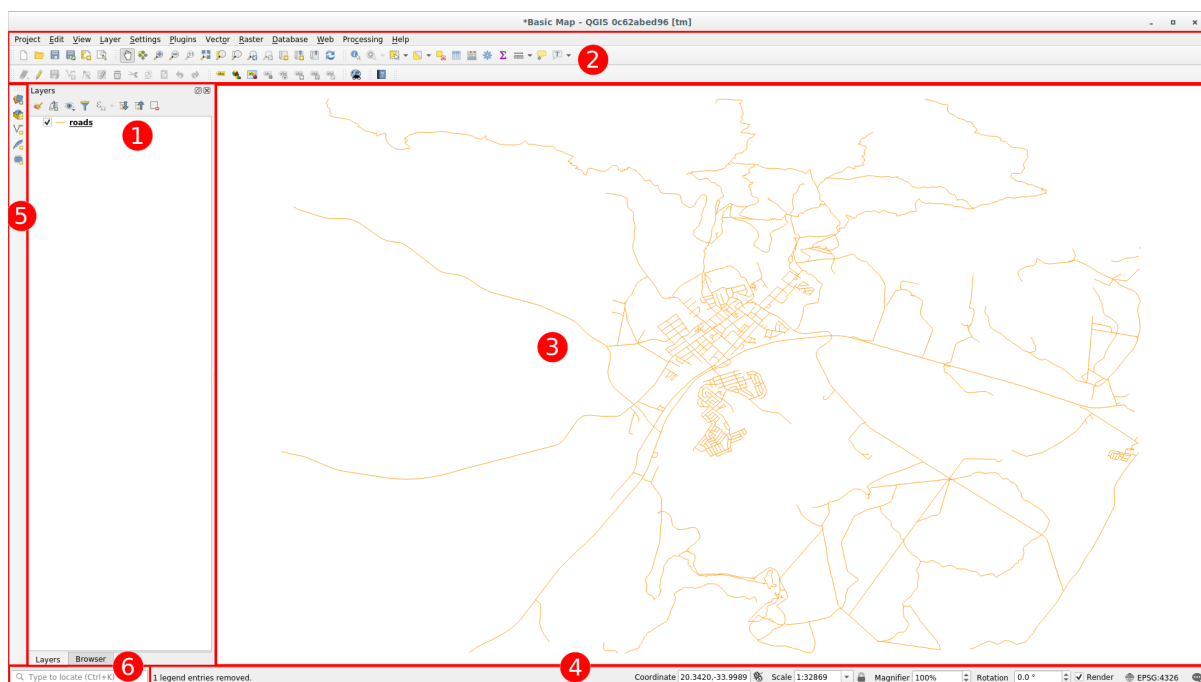 *Basic Map - QGIS 0c62abed96 [tm]
Project Edit View Layer Settings Plugins Vector Raster Database Web Processing Help
2
Layers
1
roads
5
3
Layers Browser
6
4
Type to locate (Ctrl+K) 1 legend entries removed. Coordinate 20.3420,-33.9989 Scale 1:32869 Magnifier 100% Rotation 0.0 ° Render EPSG:4326